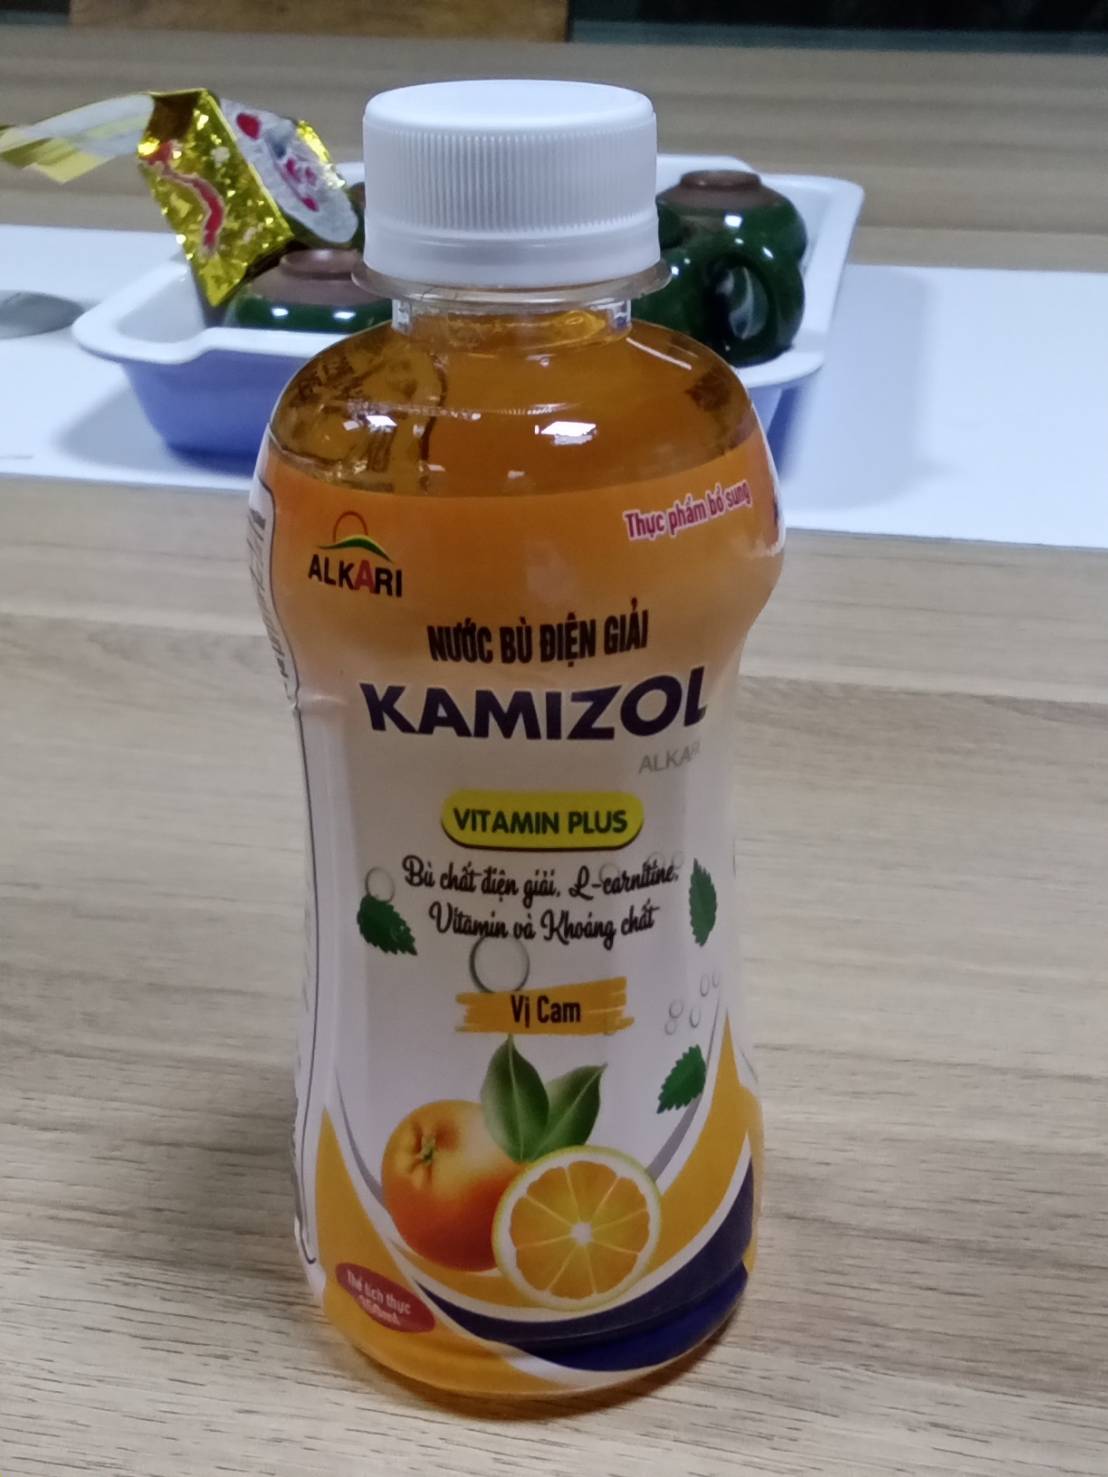 ALKARI
Thực phẩm bổ sung
NƯỚC BÙ ĐIỆN GIẢI
KAMIZOL
ALKARI
VITAMIN PLUS
Bù chất điện giải, L-carnitine,
Vitamin và Khoáng chất
Vị Cam
Thể tích thực